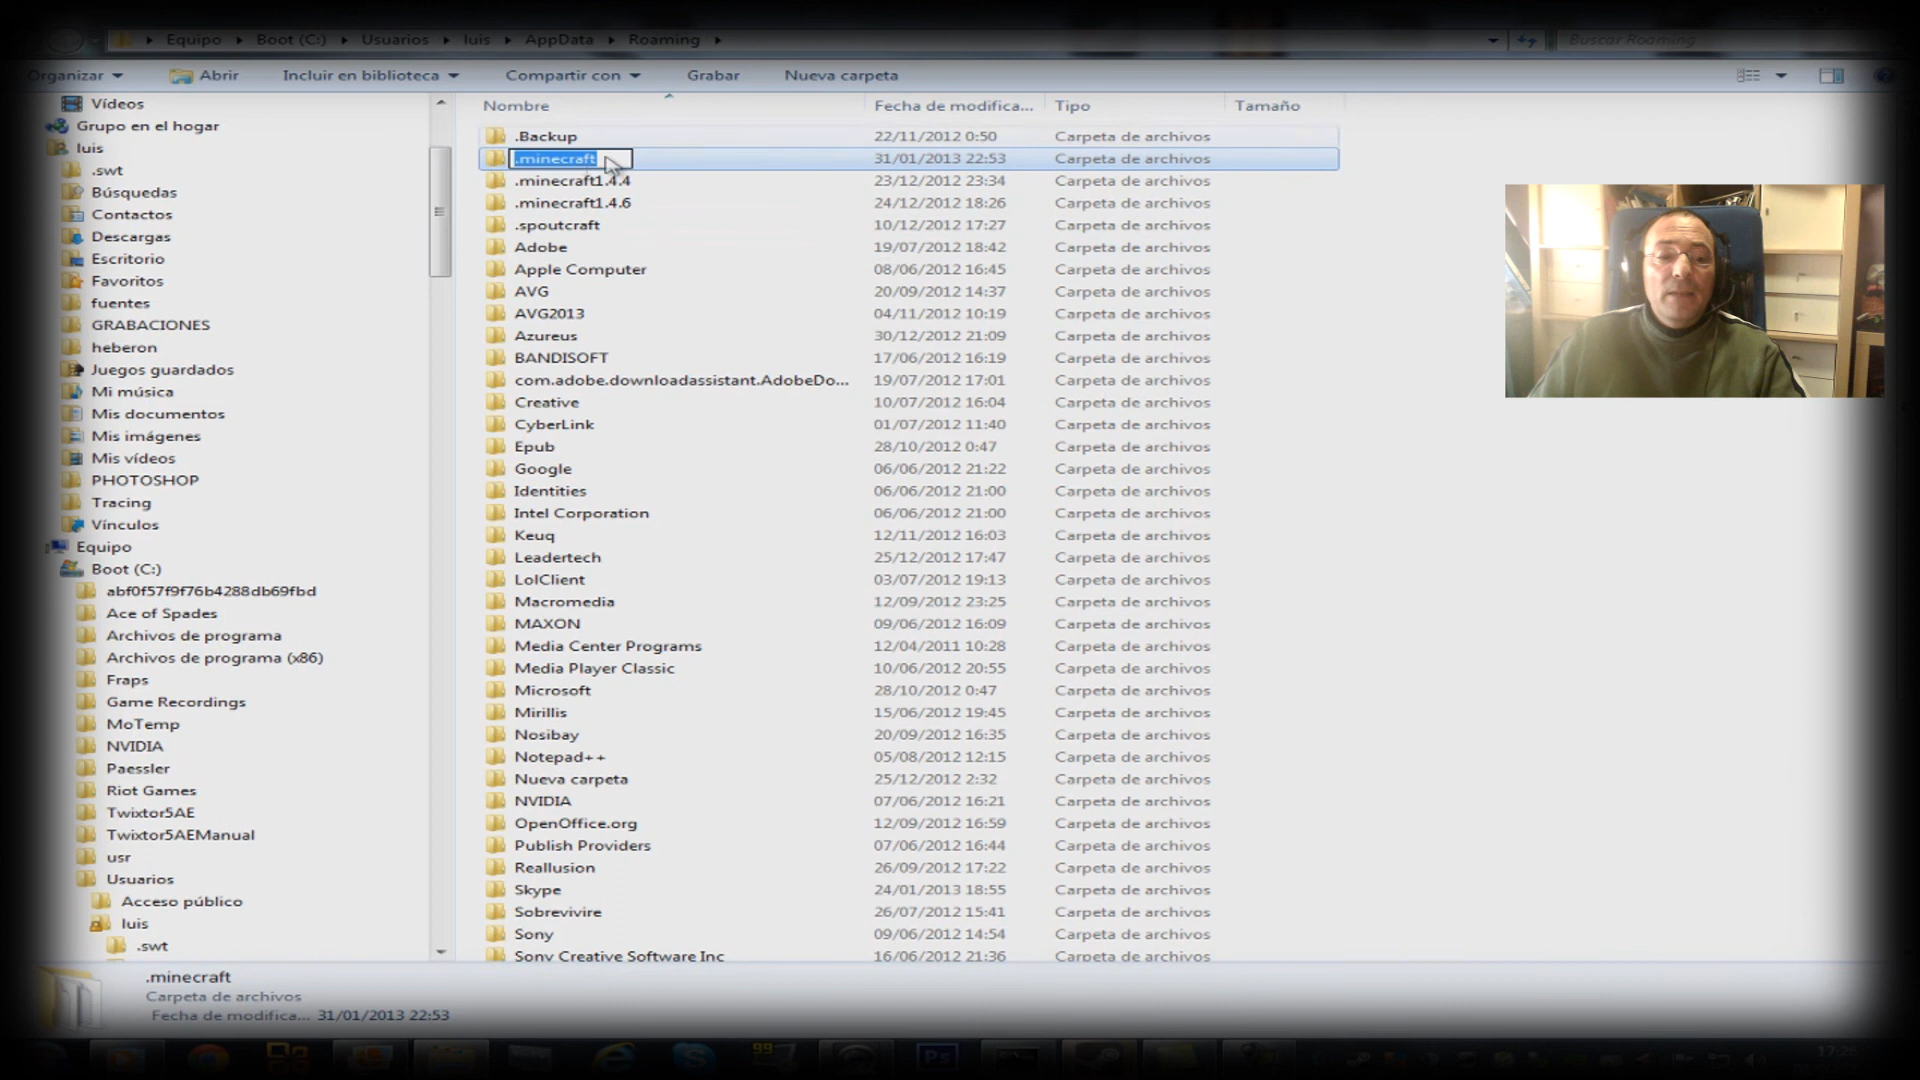 Equipo Boot (C:) Usuarios luis AppData Roaming Buscar Roaming
Organizar Abrir Incluir en biblioteca Compartir con Grabar Nueva carpeta
Vídeos
Grupo en el hogar
luis
.swt
Búsquedas
Contactos
Descargas
Escritorio
Favoritos
fuentes
GRABACIONES
heberon
Juegos guardados
Mi música
Mis documentos
Mis imágenes
Mis vídeos
PHOTOSHOP
Tracing
Vínculos
Equipo
Boot (C:)
abf0f57f9f76b4288db69fbd
Ace of Spades
Archivos de programa
Archivos de programa (x86)
Fraps
Game Recordings
MoTemp
NVIDIA
Paessler
Riot Games
Twixtor5AE
Twixtor5AEManual
usr
Usuarios
Acceso público
luis
.swt
Nombre Fecha de modifica... Tipo Tamaño
.Backup 22/11/2012 0:50 Carpeta de archivos
.minecraft 31/01/2013 22:53 Carpeta de archivos
.minecraft1.4.4 23/12/2012 23:34 Carpeta de archivos
.minecraft1.4.6 24/12/2012 18:26 Carpeta de archivos
.spoutcraft 10/12/2012 17:27 Carpeta de archivos
Adobe 19/07/2012 18:42 Carpeta de archivos
Apple Computer 08/06/2012 16:45 Carpeta de archivos
AVG 20/09/2012 14:37 Carpeta de archivos
AVG2013 04/11/2012 10:19 Carpeta de archivos
Azureus 30/12/2012 21:09 Carpeta de archivos
BANDISOFT 17/06/2012 16:19 Carpeta de archivos
com.adobe.downloadassistant.AdobeDo... 19/07/2012 17:01 Carpeta de archivos
Creative 10/07/2012 16:04 Carpeta de archivos
CyberLink 01/07/2012 11:40 Carpeta de archivos
Epub 28/10/2012 0:47 Carpeta de archivos
Google 06/06/2012 21:22 Carpeta de archivos
Identities 06/06/2012 21:00 Carpeta de archivos
Intel Corporation 06/06/2012 21:00 Carpeta de archivos
Keuq 12/11/2012 16:03 Carpeta de archivos
Leadertech 25/12/2012 17:47 Carpeta de archivos
LolClient 03/07/2012 19:13 Carpeta de archivos
Macromedia 12/09/2012 23:25 Carpeta de archivos
MAXON 09/06/2012 16:09 Carpeta de archivos
Media Center Programs 12/04/2011 10:28 Carpeta de archivos
Media Player Classic 10/06/2012 20:55 Carpeta de archivos
Microsoft 28/10/2012 0:47 Carpeta de archivos
Mirillis 15/06/2012 19:45 Carpeta de archivos
Nosibay 20/09/2012 16:35 Carpeta de archivos
Notepad++ 05/08/2012 12:15 Carpeta de archivos
Nueva carpeta 25/12/2012 2:32 Carpeta de archivos
NVIDIA 07/06/2012 16:21 Carpeta de archivos
OpenOffice.org 12/09/2012 16:59 Carpeta de archivos
Publish Providers 07/06/2012 16:44 Carpeta de archivos
Reallusion 26/09/2012 17:22 Carpeta de archivos
Skype 24/01/2013 18:55 Carpeta de archivos
Sobrevivire 26/07/2012 15:41 Carpeta de archivos
Sony 09/06/2012 14:54 Carpeta de archivos
Sony Creative Software Inc 16/06/2012 21:36 Carpeta de archivos
.minecraft
Carpeta de archivos
Fecha de modifica... 31/01/2013 22:53
99 Ps